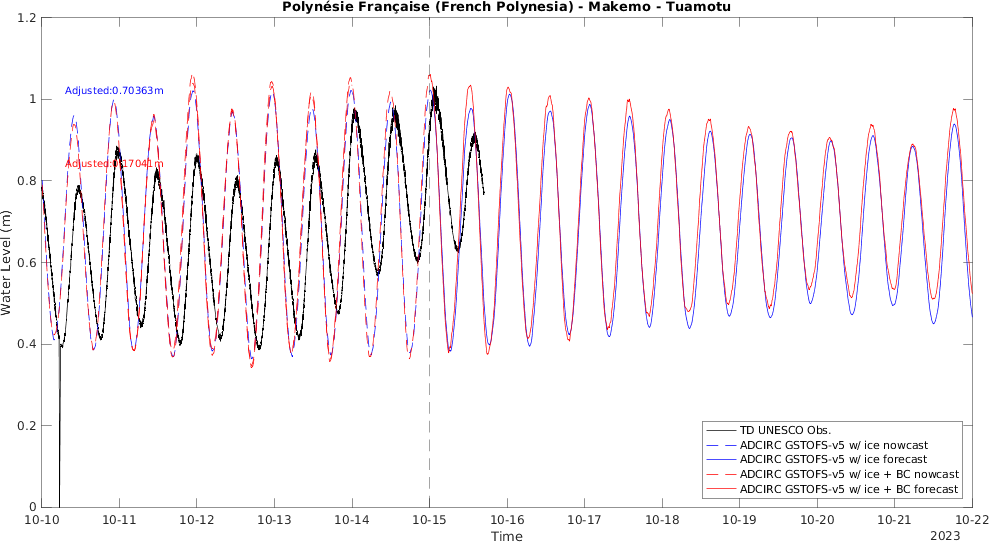 Polynésie Française (French Polynesia) - Makemo - Tuamotu
Water Level (m)
1.2
1
0.8
0.6
0.4
0.2
0
Adjusted:0.70363m
Adjusted:0.17041m
TD UNESCO Obs.
ADCIRC GSTOFS-v5 w/ ice nowcast
ADCIRC GSTOFS-v5 w/ ice forecast
ADCIRC GSTOFS-v5 w/ ice + BC nowcast
ADCIRC GSTOFS-v5 w/ ice + BC forecast
10-10 10-11 10-12 10-13 10-14 10-15 10-16 10-17 10-18 10-19 10-20 10-21 10-22
Time
2023